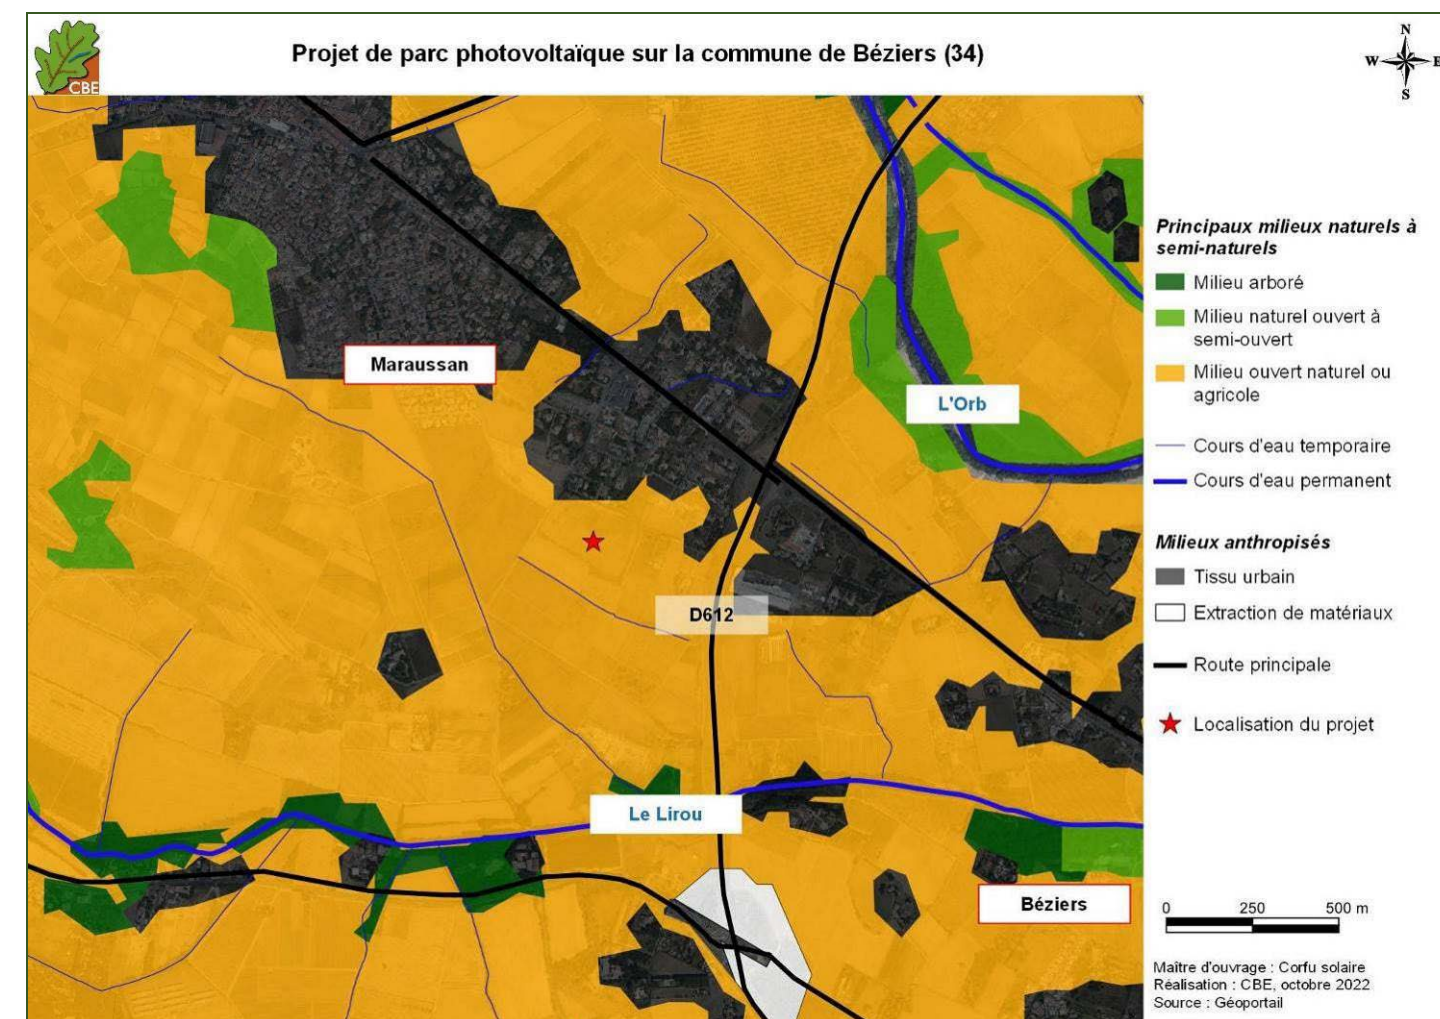 CBE
Projet de parc photovoltaïque sur la commune de Béziers (34)
N
W E
S
Maraussan
L'Orb
D612
Le Lirou
Béziers
Principaux milieux naturels à
semi-naturels
Milieu arboré
Milieu naturel ouvert à
semi-ouvert
Milieu ouvert naturel ou
agricole
Cours d'eau temporaire
Cours d'eau permanent
Milieux anthropisés
Tissu urbain
Extraction de matériaux
Route principale
Localisation du projet
0 250 500 m
Maître d'ouvrage : Corfu solaire
Réalisation : CBE, octobre 2022
Source : Géoportail